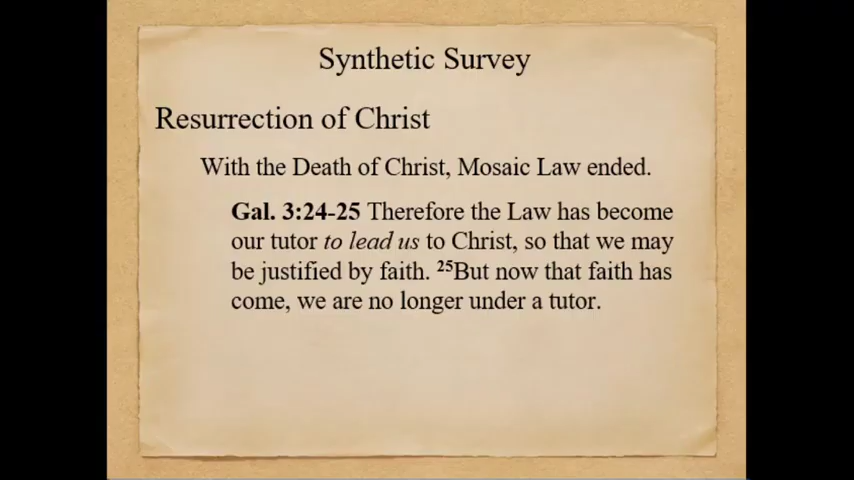 Synthetic Survey
Resurrection of Christ
With the Death of Christ, Mosaic Law ended.
Gal. 3:24-25 Therefore the Law has become
our tutor to lead us to Christ, so that we may
be justified by faith. ²⁵But now that faith has
come, we are no longer under a tutor.